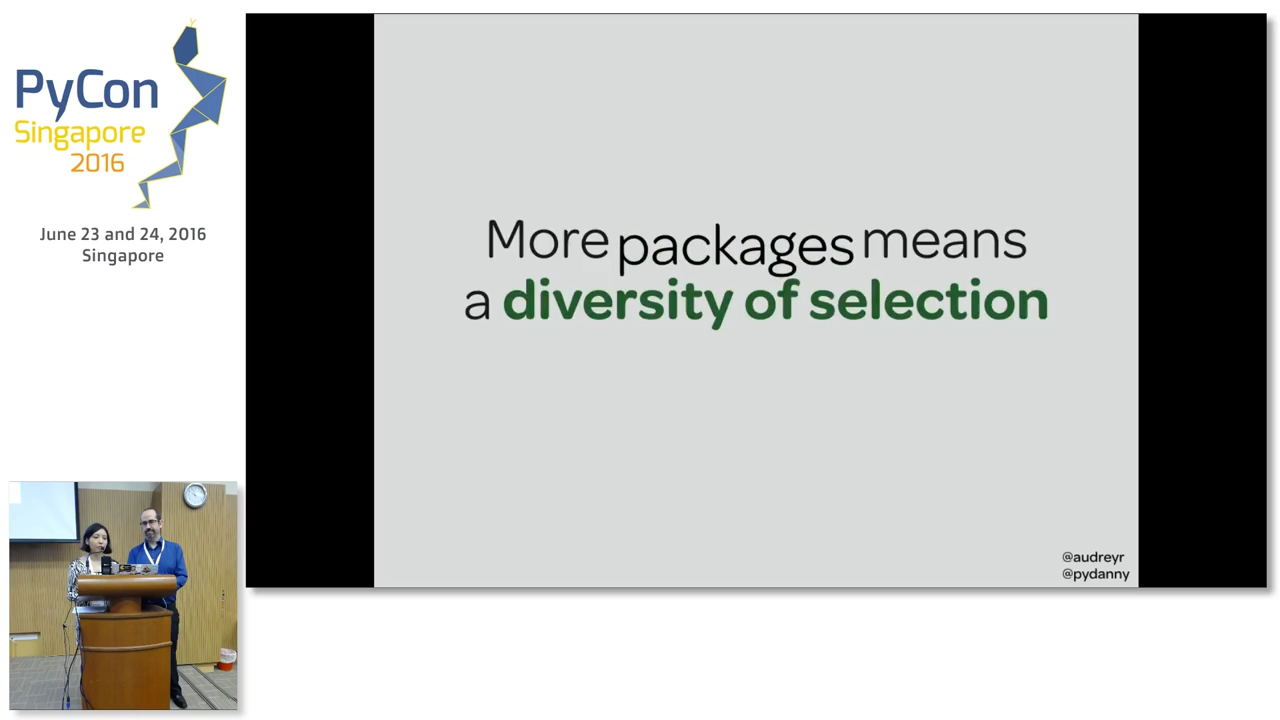 PyCon
Singapore
2016
June 23 and 24, 2016
Singapore
More packages means
a diversity of selection
@audreyr
@pydanny